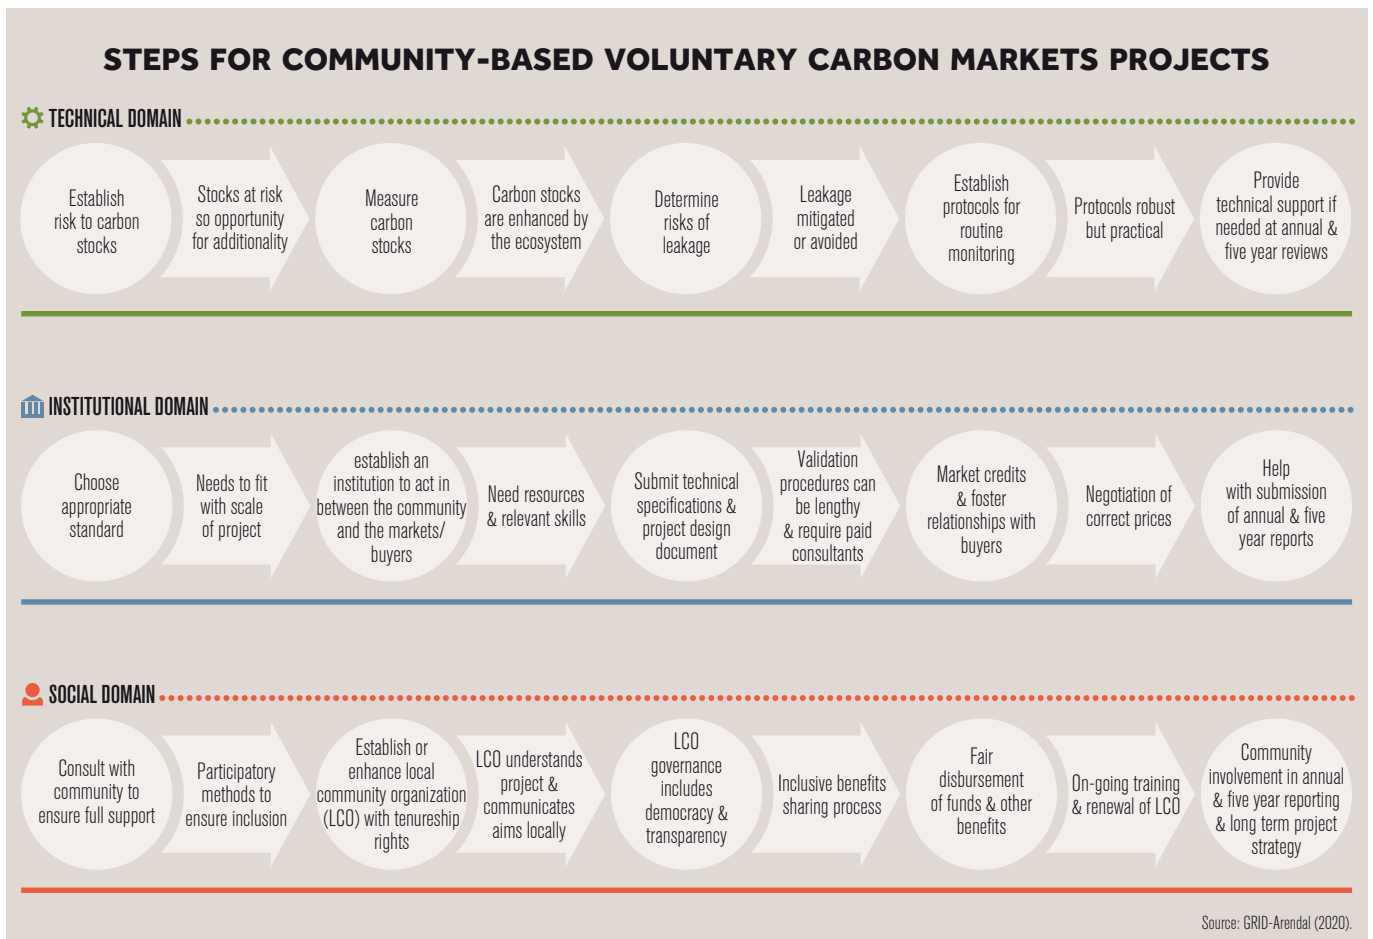 STEPS FOR COMMUNITY-BASED VOLUNTARY CARBON MARKETS PROJECTS
TECHNICAL DOMAIN
Establish
risk to carbon
stocks
Stocks at risk
so opportunity
for additionality
Measure
carbon
stocks
Carbon stocks
are enhanced by
the ecosystem
Determine
risks of
leakage
Leakage
mitigated
or avoided
Establish
protocols for
routine
monitoring
Protocols robust
but practical
Provide
technical support if
needed at annual &
five year reviews
INSTITUTIONAL DOMAIN
Choose
appropriate
standard
Needs to fit
with scale
of project
establish an
institution to act in
between the community
and the markets/
buyers
Need resources
& relevant skills
Submit technical
specifications &
project design
document
Validation
procedures can
be lengthy
& require paid
consultants
Market credits
& foster
relationships with
buyers
Negotiation of
correct prices
Help
with submission
of annual & five
year reports
SOCIAL DOMAIN
Consult with
community to
ensure full support
Participatory
methods to
ensure inclusion
Establish or
enhance local
community organization
(LCO) with tenureship
rights
LCO understands
project &
communicates
aims locally
LCO
governance
includes
democracy &
transparency
Inclusive benefits
sharing process
Fair
disbursement
of funds & other
benefits
On-going training
& renewal of LCO
Community
involvement in annual
& five year reporting
& long term project
strategy
Source: GRID-Arendal (2020).